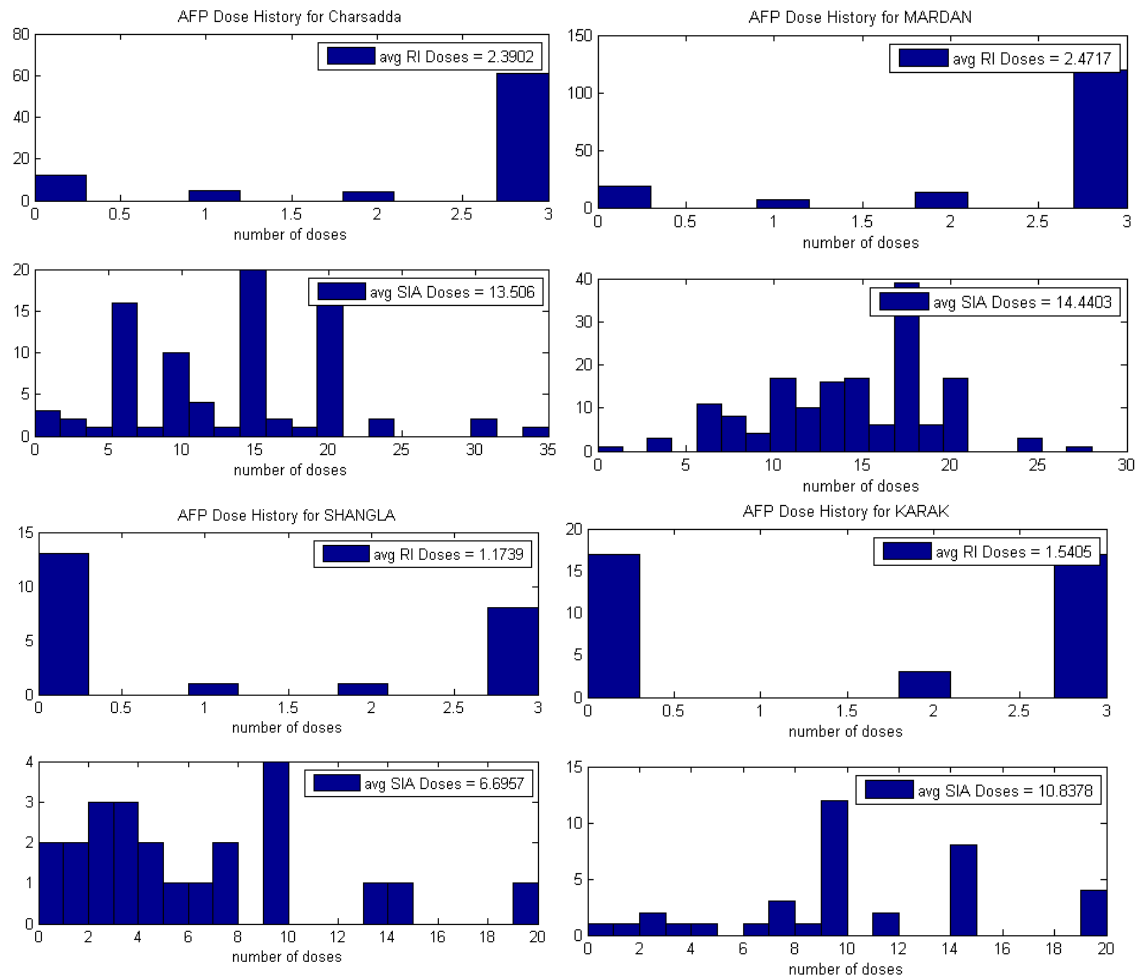 AFP Dose History for Charsadda
80
60
40
20
0
avg RI Doses = 2.3902
0 0.5 1 1.5 2 2.5 3
number of doses
20
15
10
5
0
avg SIA Doses = 13.506
0 5 10 15 20 25 30 35
number of doses
AFP Dose History for MARDAN
150
100
50
0
avg RI Doses = 2.4717
0 0.5 1 1.5 2 2.5 3
number of doses
40
30
20
10
0
avg SIA Doses = 14.4403
0 5 10 15 20 25 30
number of doses
AFP Dose History for SHANGLA
15
10
5
0
avg RI Doses = 1.1739
0 0.5 1 1.5 2 2.5 3
number of doses
4
3
2
1
0
avg SIA Doses = 6.6957
0 2 4 6 8 10 12 14 16 18 20
number of doses
AFP Dose History for KARAK
20
15
10
5
0
avg RI Doses = 1.5405
0 0.5 1 1.5 2 2.5 3
number of doses
15
10
5
0
avg SIA Doses = 10.8378
0 2 4 6 8 10 12 14 16 18 20
number of doses